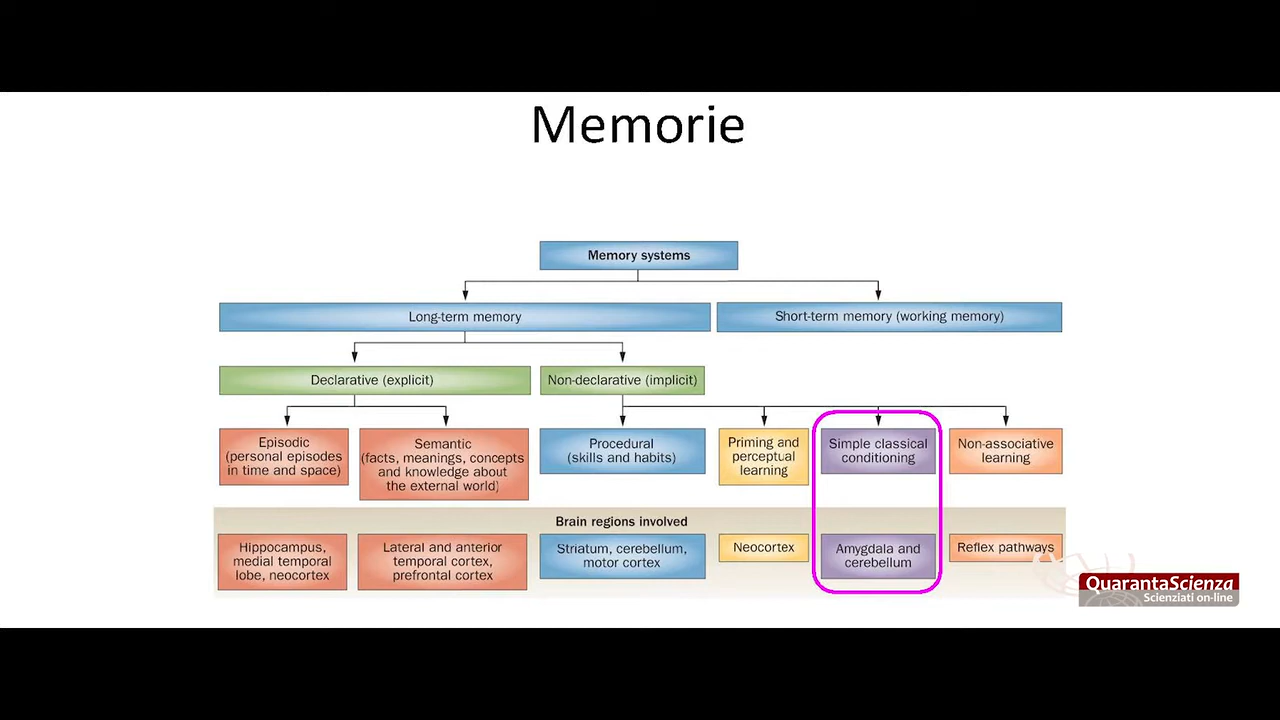 Memorie
Memory systems
Long-term memory
Short-term memory (working memory)
Declarative (explicit)
Non-declarative (implicit)
Episodic
(personal episodes
in time and space)
Semantic
(facts, meanings, concepts
and knowledge about
the external world)
Procedural
(skills and habits)
Priming and
perceptual
learning
Simple classical
conditioning
Non-associative
learning
Brain regions involved
Hippocampus,
medial temporal
lobe, neocortex
Lateral and anterior
temporal cortex,
prefrontal cortex
Striatum, cerebellum,
motor cortex
Neocortex
Amygdala and
cerebellum
Reflex pathways
QuarantaScienza
Scienziati on-line